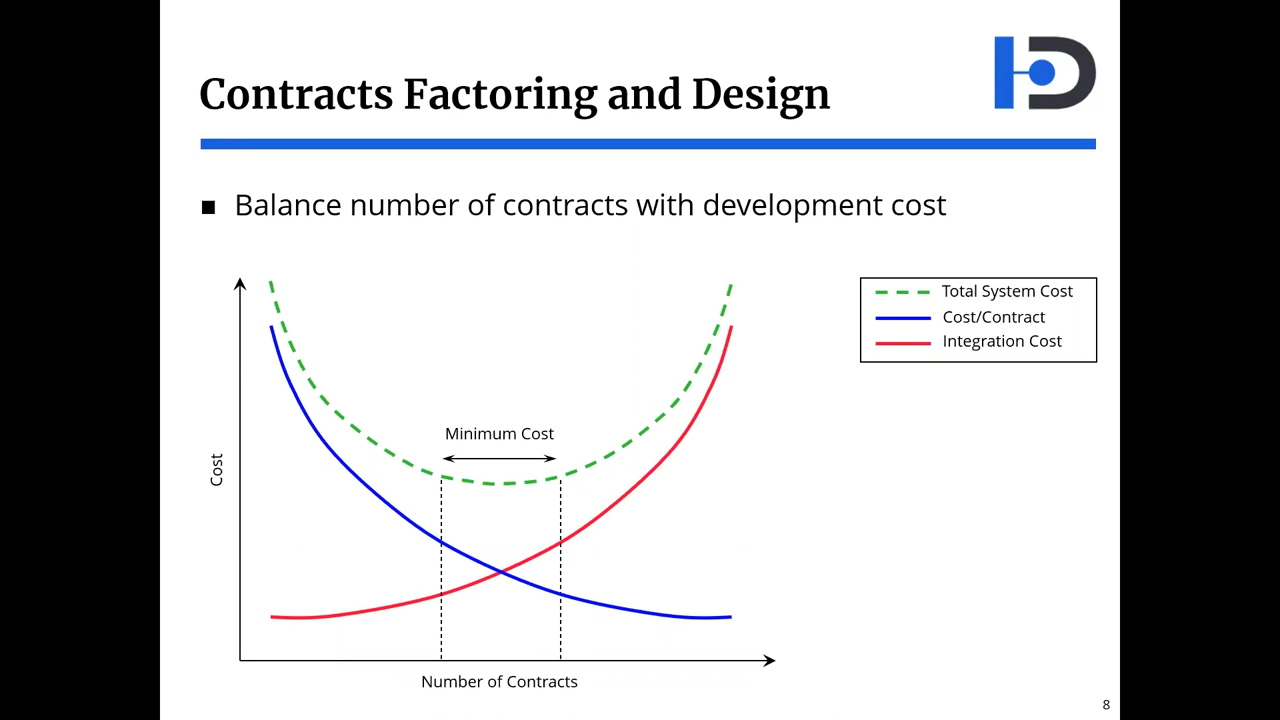 Contracts Factoring and Design
Balance number of contracts with development cost
Total System Cost
Cost/Contract
Integration Cost
Minimum Cost
Cost
Number of Contracts
8